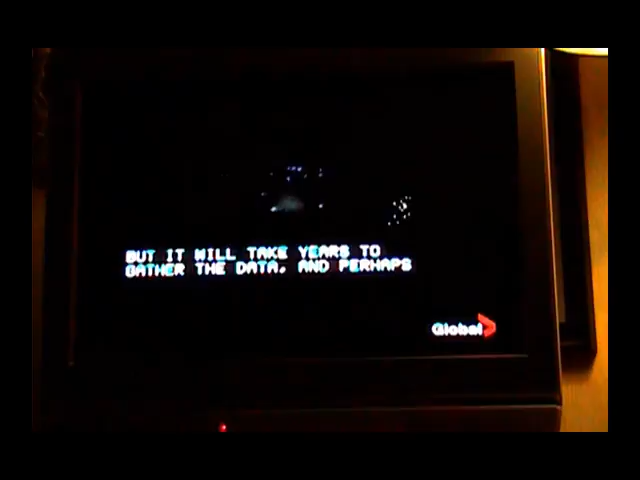 BUT IT WILL TAKE YEARS TO
GATHER THE DATA, AND PERHAPS
Global